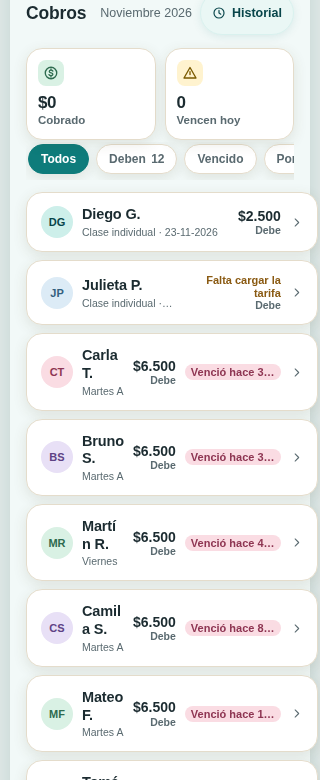 Cobros Noviembre 2026 Historial
$0
Cobrado
0
Vencen hoy
Todos Deben 12 Vencido Por
DG Diego G. $2.500
Clase individual · 23-11-2026 Debe
JP Julieta P. Falta cargar la
tarifa
Clase individual ·… Debe
CT Carla
T. $6.500 Venció hace 3…
Debe
Martes A
BS Bruno
S. $6.500 Venció hace 3…
Debe
Martes A
MR Martí
n R. $6.500 Venció hace 4…
Debe
Viernes
CS Camil
a S. $6.500 Venció hace 8…
Debe
Martes A
MF Mateo
F. $6.500 Venció hace 1…
Debe
Martes A